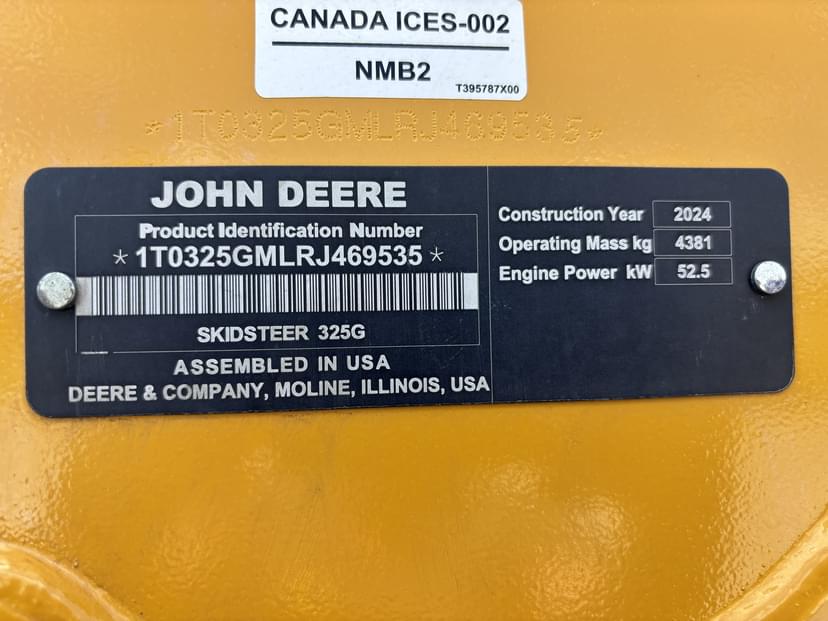 CANADA ICES-002
NMB2
T395787X00
*1T0325GMLRJ469535*
JOHN DEERE
Product Identification Number
*1T0325GMLRJ469535*
SKIDSTEER 325G
ASSEMBLED IN USA
DEERE & COMPANY, MOLINE, ILLINOIS, USA
Construction Year 2024
Operating Mass kg 4381
Engine Power kW 52.5